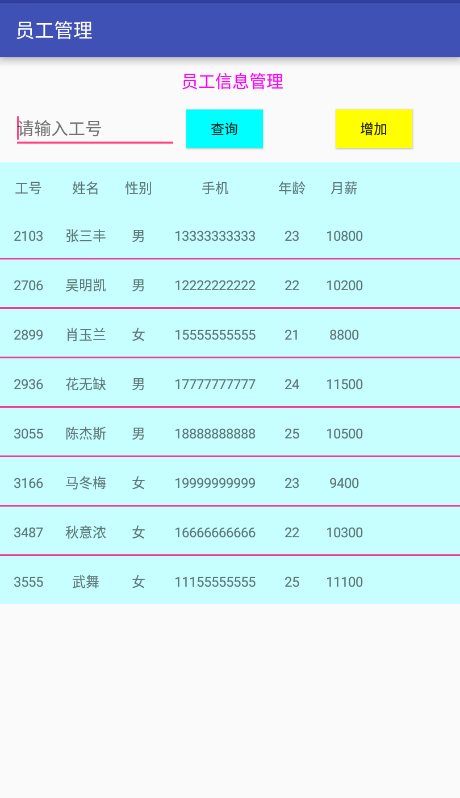 员工管理
员工信息管理
请输入工号 查询 增加
工号 姓名 性别 手机 年龄 月薪
2103 张三丰 男 13333333333 23 10800
2706 吴明凯 男 12222222222 22 10200
2899 肖玉兰 女 15555555555 21 8800
2936 花无缺 男 17777777777 24 11500
3055 陈杰斯 男 18888888888 25 10500
3166 马冬梅 女 19999999999 23 9400
3487 秋意浓 女 16666666666 22 10300
3555 武舞 女 11155555555 25 11100